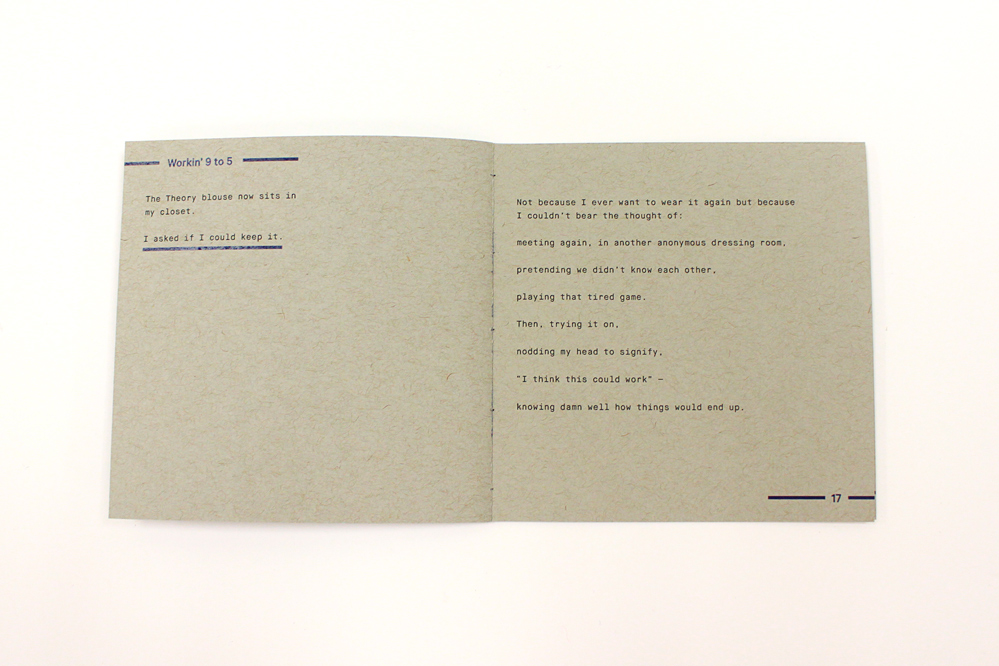 Workin' 9 to 5
The Theory blouse now sits in
my closet.
I asked if I could keep it.
Not because I ever want to wear it again but because
I couldn't bear the thought of:
meeting again, in another anonymous dressing room,
pretending we didn't know each other,
playing that tired game.
Then, trying it on,
nodding my head to signify,
"I think this could work" —
knowing damn well how things would end up.
17